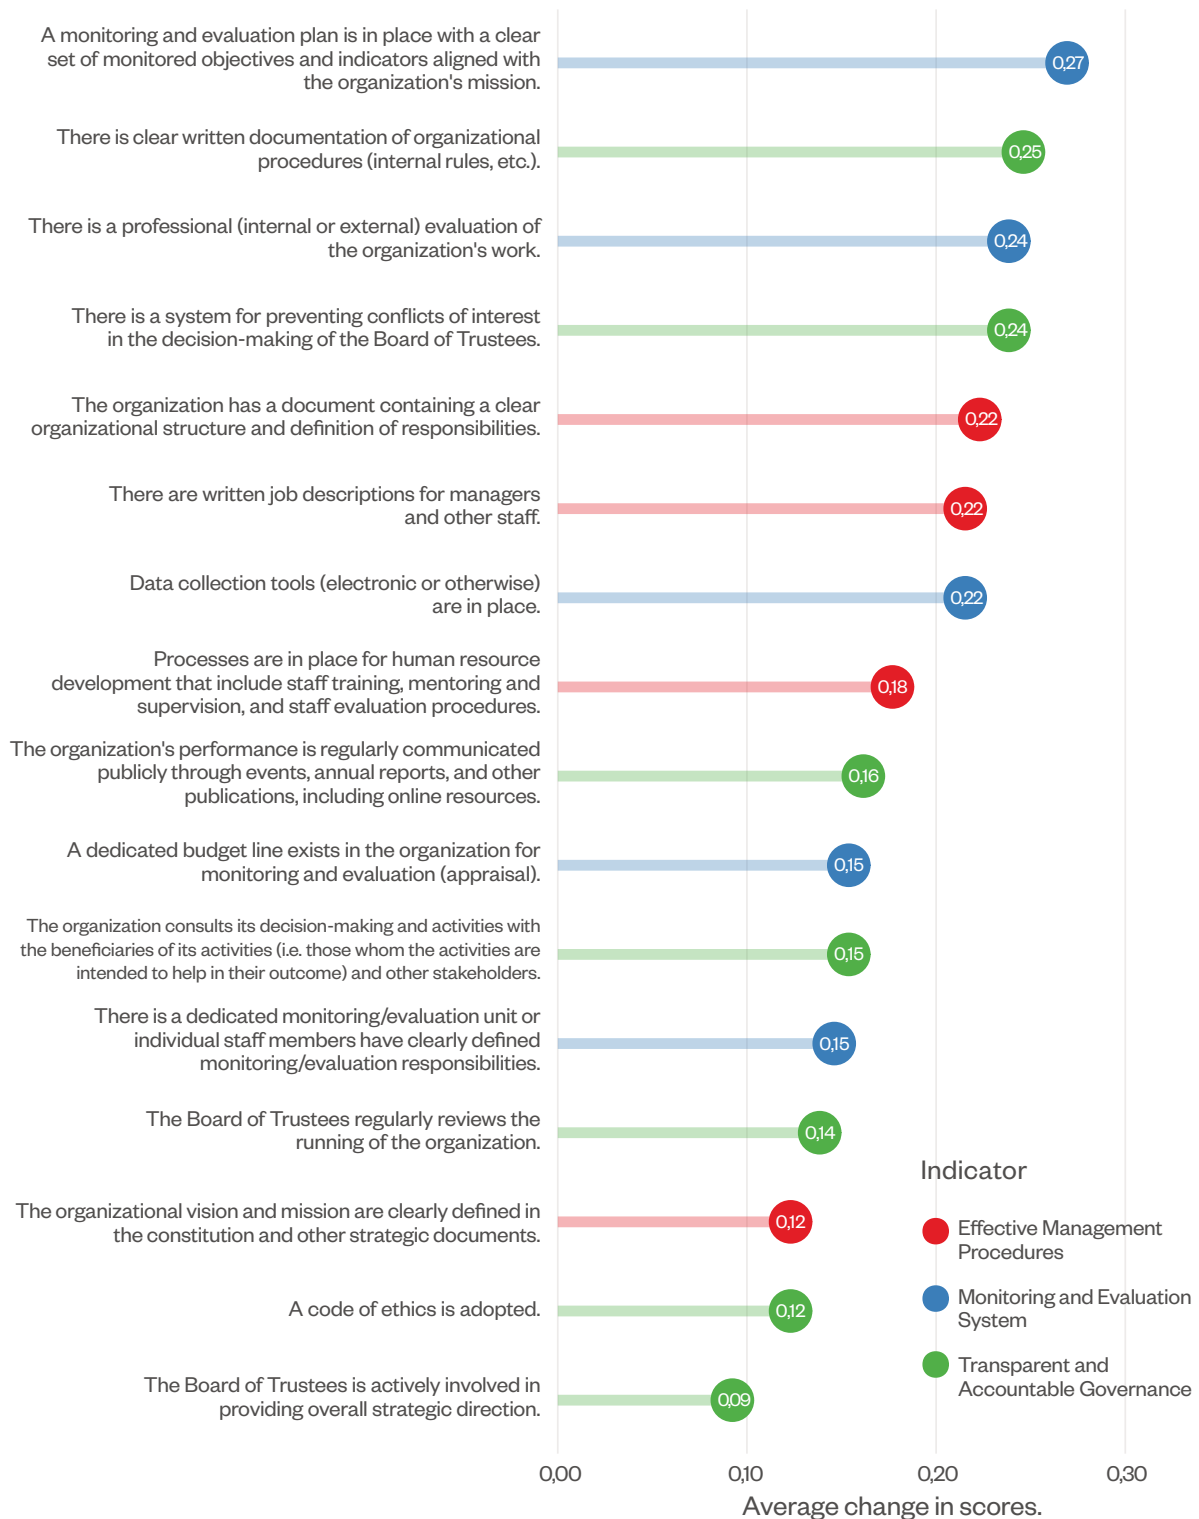 A monitoring and evaluation plan is in place with a clear
set of monitored objectives and indicators aligned with
the organization's mission.
0,27
There is clear written documentation of organizational
procedures (internal rules, etc.).
0,25
There is a professional (internal or external) evaluation of
the organization's work.
0,24
There is a system for preventing conflicts of interest
in the decision-making of the Board of Trustees.
0,24
The organization has a document containing a clear
organizational structure and definition of responsibilities.
0,22
There are written job descriptions for managers
and other staff.
0,22
Data collection tools (electronic or otherwise)
are in place.
0,22
Processes are in place for human resource
development that include staff training, mentoring and
supervision, and staff evaluation procedures.
0,18
The organization's performance is regularly communicated
publicly through events, annual reports, and other
publications, including online resources.
0,16
A dedicated budget line exists in the organization for
monitoring and evaluation (appraisal).
0,15
The organization consults its decision-making and activities with
the beneficiaries of its activities (i.e. those whom the activities are
intended to help in their outcome) and other stakeholders.
0,15
There is a dedicated monitoring/evaluation unit or
individual staff members have clearly defined
monitoring/evaluation responsibilities.
0,15
The Board of Trustees regularly reviews the
running of the organization.
0,14
The organizational vision and mission are clearly defined in
the constitution and other strategic documents.
0,12
A code of ethics is adopted.
0,12
The Board of Trustees is actively involved in
providing overall strategic direction.
0,09
Indicator
Effective Management
Procedures
Monitoring and Evaluation
System
Transparent and
Accountable Governance
0,00 0,10 0,20 0,30
Average change in scores.